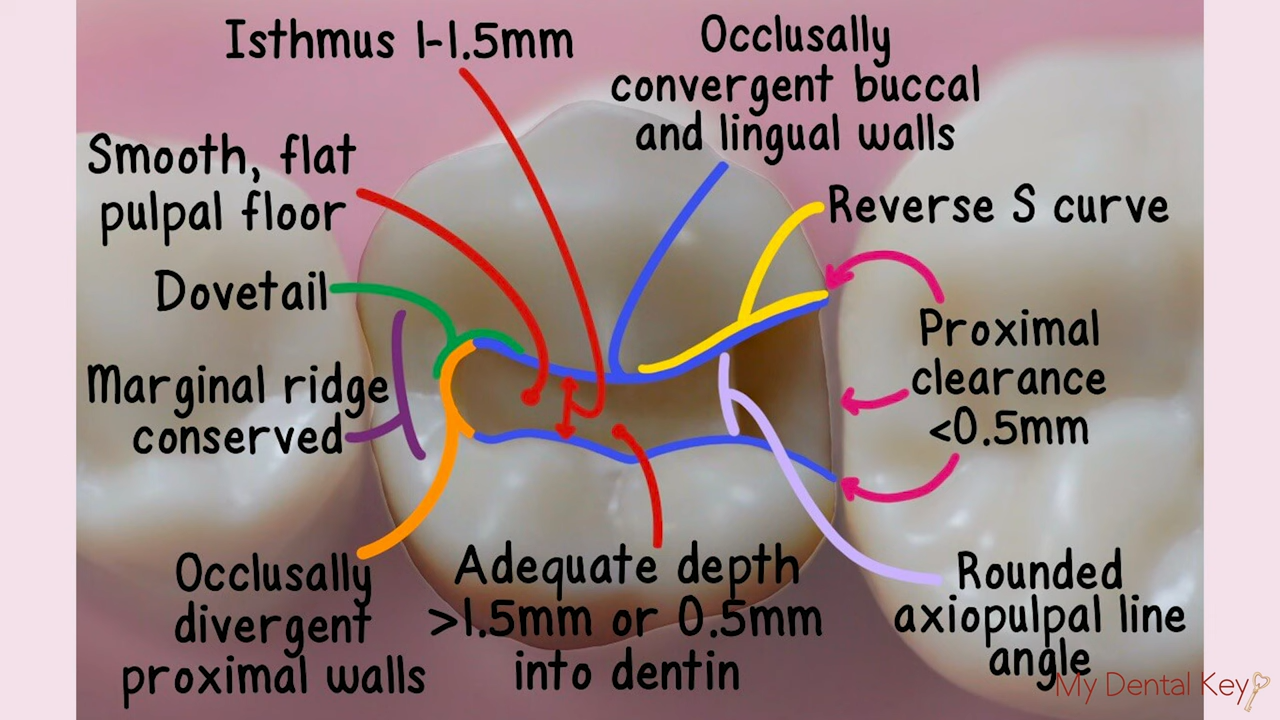 Isthmus 1-1.5mm
Occlusally
convergent buccal
and lingual walls
Smooth, flat
pulpal floor
Reverse S curve
Dovetail
Proximal
clearance
<0.5mm
Marginal ridge
conserved
Occlusally
divergent
proximal walls
Adequate depth
>1.5mm or 0.5mm
into dentin
Rounded
axiopulpal line
angle
My Dental Key